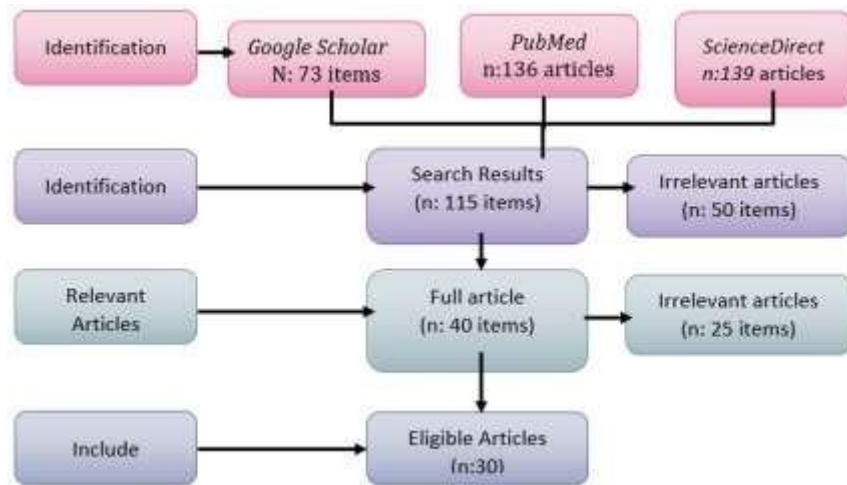 Identification
Google Scholar
N: 73 items
PubMed
n:136 articles
ScienceDirect
n:139 articles
Identification
Search Results
(n: 115 items)
Irrelevant articles
(n: 50 items)
Relevant
Articles
Full article
(n: 40 items)
Irrelevant articles
(n: 25 items)
Include
Eligible Articles
(n:30)